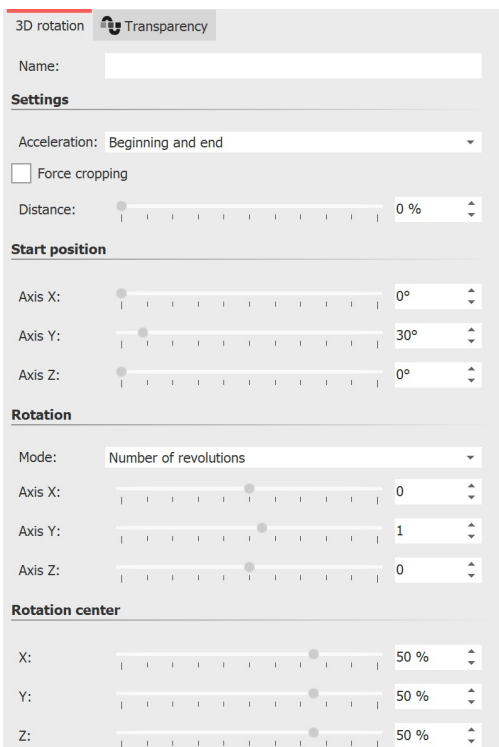 3D rotation Transparency
Name:
Settings
Acceleration: Beginning and end
Force cropping
Distance: 0 %
Start position
Axis X: 0°
Axis Y: 30°
Axis Z: 0°
Rotation
Mode: Number of revolutions
Axis X: 0
Axis Y: 1
Axis Z: 0
Rotation center
X: 50 %
Y: 50 %
Z: 50 %